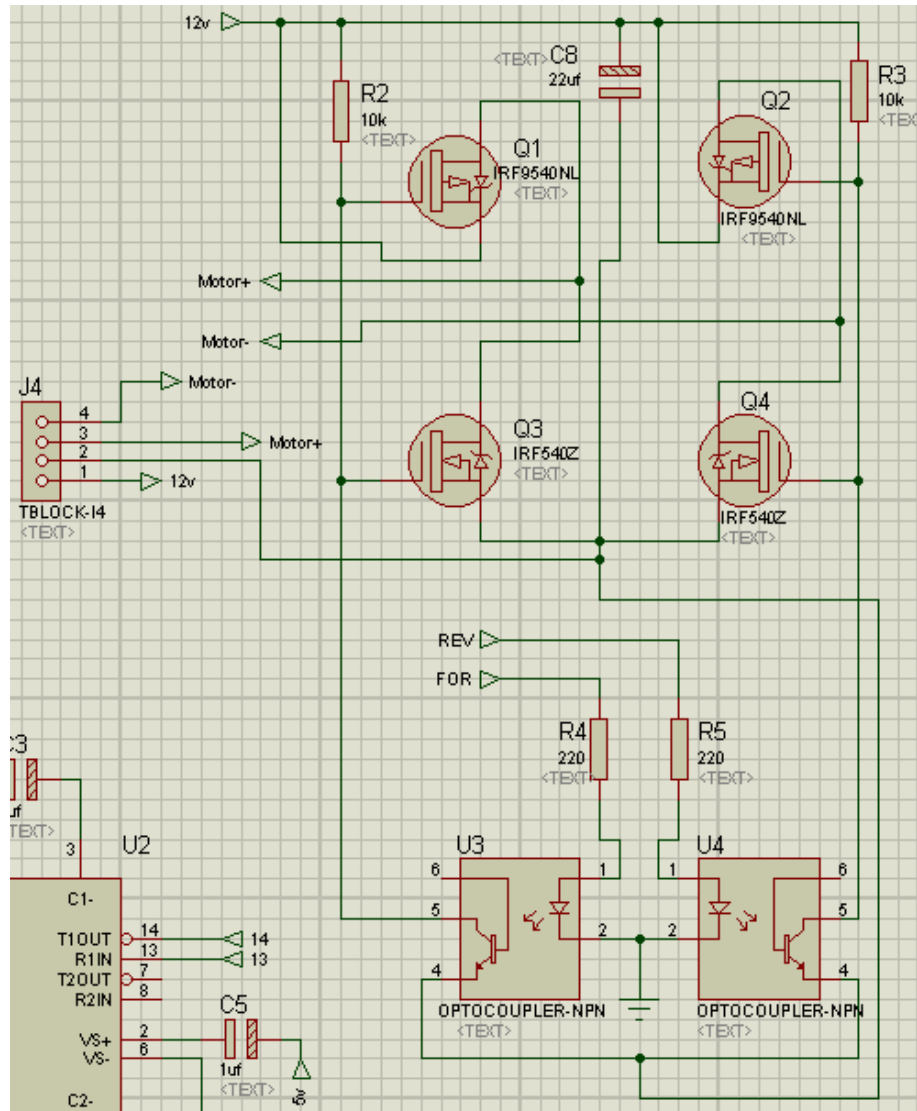 12v
<TEXT> C8
22uf
R2
10k
<TEXT>
R3
10k
Q1
IRF9540NL
<TEXT>
Q2
IRF9540NL
<TEXT>
Motor+
Motor-
J4
Motor-
4
3
Motor+
2
1
12v
TBLOCK-I4
<TEXT>
Q3
IRF540Z
<TEXT>
Q4
IRF540Z
<TEXT>
REV
FOR
R4
220
<TEXT>
R5
220
<TEXT>
uf
<TEXT>
3
U2
C1-
T1OUT 14 14
R1IN 13 13
T2OUT 7
R2IN 8
VS+ 2
VS- 6
C2-
C5
1uf
<TEXT>
5v
U3
6
5
4
1
2
OPTOCOUPLER-NPN
<TEXT>
U4
1
2
6
5
4
OPTOCOUPLER-NPN
<TEXT>